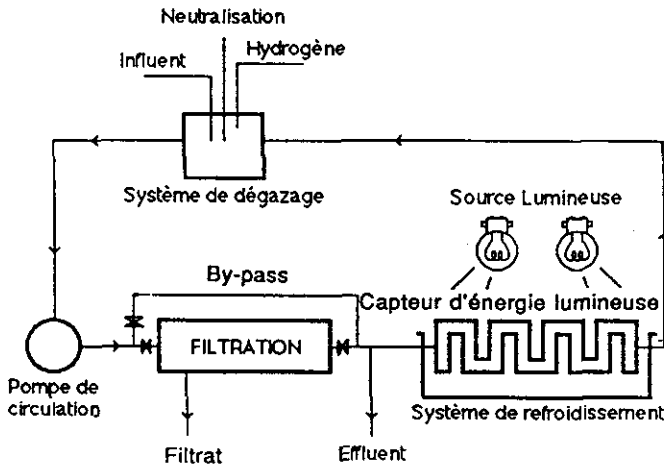 Neutralisation
Hydrogène
Influent
Système de dégazage
Source Lumineuse
By-pass
Capteur d'énergie lumineuse
FILTRATION
Pompe de
circulation
Système de refroidissement
Filtrat
Effluent